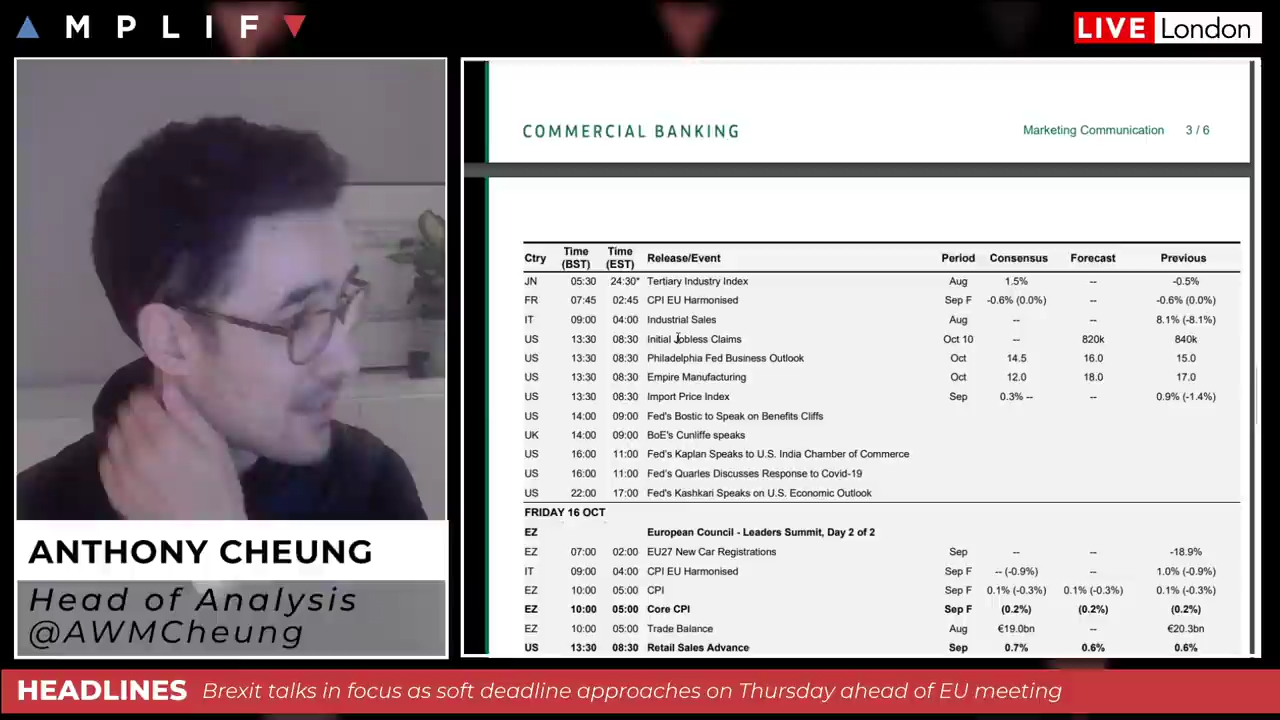 AMPLIFY
LIVE London
COMMERCIAL BANKING
Marketing Communication 3 / 6
Ctry Time (BST) Time (EST) Release/Event Period Consensus Forecast Previous
JN 05:30 24:30* Tertiary Industry Index Aug 1.5% -- -0.5%
FR 07:45 02:45 CPI EU Harmonised Sep F -0.6% (0.0%) -- -0.6% (0.0%)
IT 09:00 04:00 Industrial Sales Aug -- -- 8.1% (-8.1%)
US 13:30 08:30 Initial Jobless Claims Oct 10 -- 820k 840k
US 13:30 08:30 Philadelphia Fed Business Outlook Oct 14.5 16.0 15.0
US 13:30 08:30 Empire Manufacturing Oct 12.0 18.0 17.0
US 13:30 08:30 Import Price Index Sep 0.3% -- -- 0.9% (-1.4%)
US 14:00 09:00 Fed's Bostic to Speak on Benefits Cliffs
UK 14:00 09:00 BoE's Cunliffe speaks
US 16:00 11:00 Fed's Kaplan Speaks to U.S. India Chamber of Commerce
US 16:00 11:00 Fed's Quarles Discusses Response to Covid-19
US 22:00 17:00 Fed's Kashkari Speaks on U.S. Economic Outlook
FRIDAY 16 OCT
EZ European Council - Leaders Summit, Day 2 of 2
EZ 07:00 02:00 EU27 New Car Registrations Sep -- -- -18.9%
IT 09:00 04:00 CPI EU Harmonised Sep F -- (-0.9%) -- 1.0% (-0.9%)
EZ 10:00 05:00 CPI Sep F 0.1% (-0.3%) 0.1% (-0.3%) 0.1% (-0.3%)
EZ 10:00 05:00 Core CPI Sep F (0.2%) (0.2%) (0.2%)
EZ 10:00 05:00 Trade Balance Aug €19.0bn -- €20.3bn
US 13:30 08:30 Retail Sales Advance Sep 0.7% 0.6% 0.6%
ANTHONY CHEUNG
Head of Analysis
@AWMCheung
HEADLINES Brexit talks in focus as soft deadline approaches on Thursday ahead of EU meeting